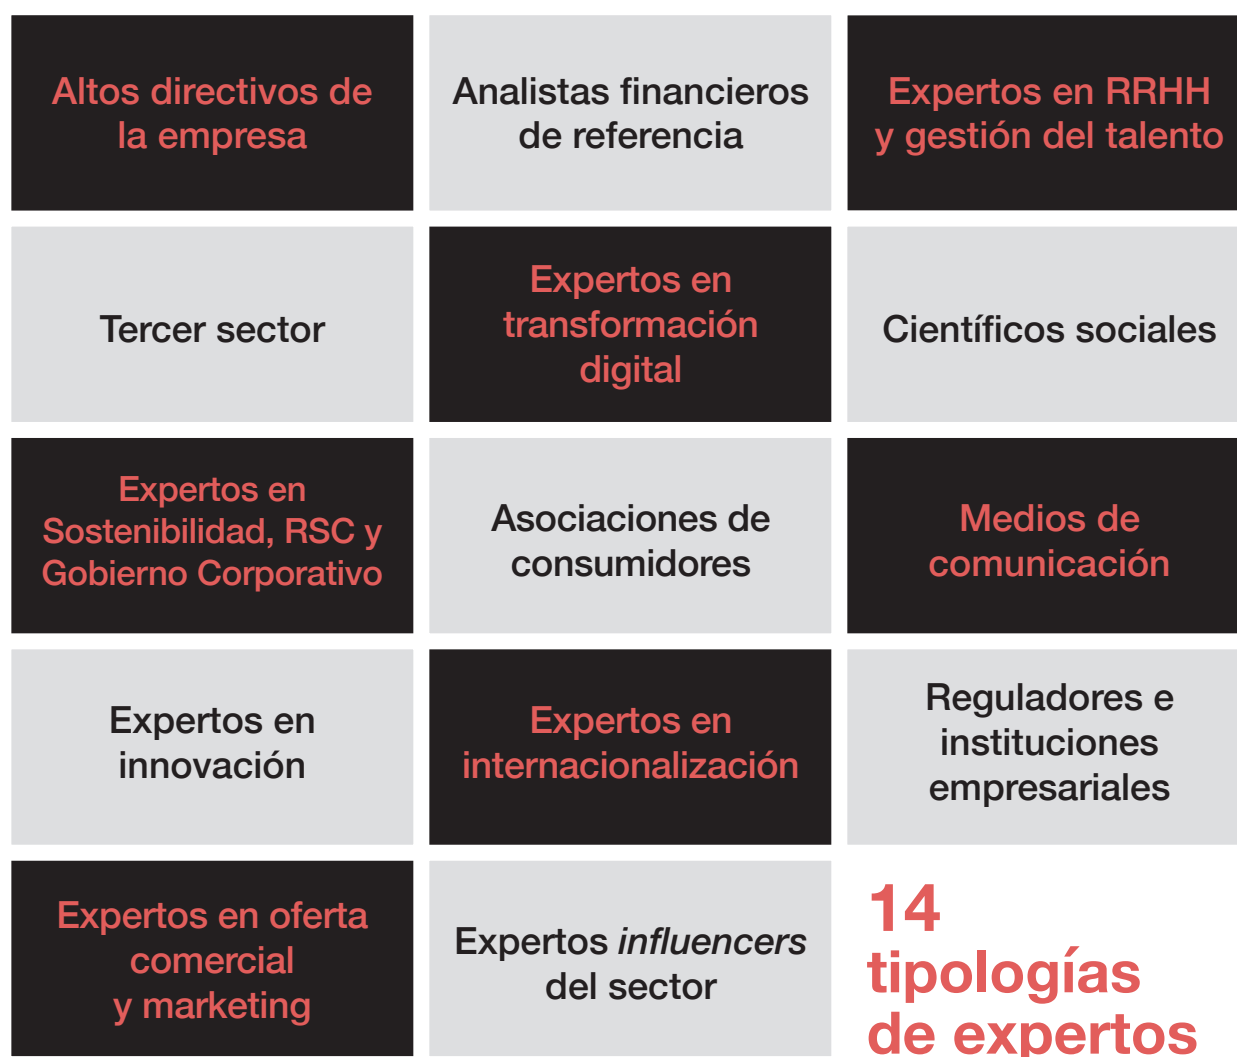 Altos directivos de
la empresa
Analistas financieros
de referencia
Expertos en RRHH
y gestión del talento
Tercer sector
Expertos en
transformación
digital
Científicos sociales
Expertos en
Sostenibilidad, RSC y
Gobierno Corporativo
Asociaciones de
consumidores
Medios de
comunicación
Expertos en
innovación
Expertos en
internacionalización
Reguladores e
instituciones
empresariales
Expertos en oferta
comercial
y marketing
Expertos influencers
del sector
14
tipologías
de expertos